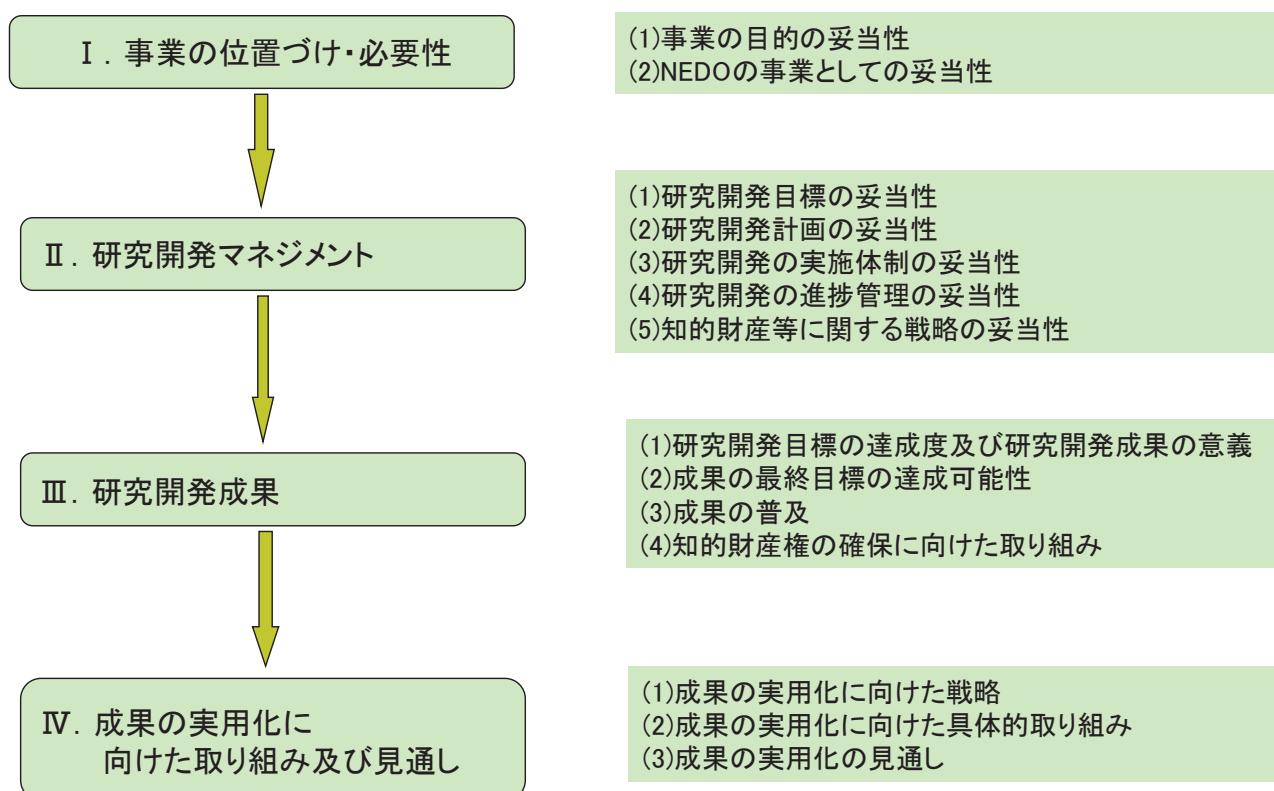 Ⅰ．事業の位置づけ・必要性
(1)事業の目的の妥当性
(2)NEDOの事業としての妥当性
Ⅱ．研究開発マネジメント
(1)研究開発目標の妥当性
(2)研究開発計画の妥当性
(3)研究開発の実施体制の妥当性
(4)研究開発の進捗管理の妥当性
(5)知的財産等に関する戦略の妥当性
Ⅲ．研究開発成果
(1)研究開発目標の達成度及び研究開発成果の意義
(2)成果の最終目標の達成可能性
(3)成果の普及
(4)知的財産権の確保に向けた取り組み
Ⅳ．成果の実用化に
向けた取り組み及び見通し
(1)成果の実用化に向けた戦略
(2)成果の実用化に向けた具体的取り組み
(3)成果の実用化の見通し